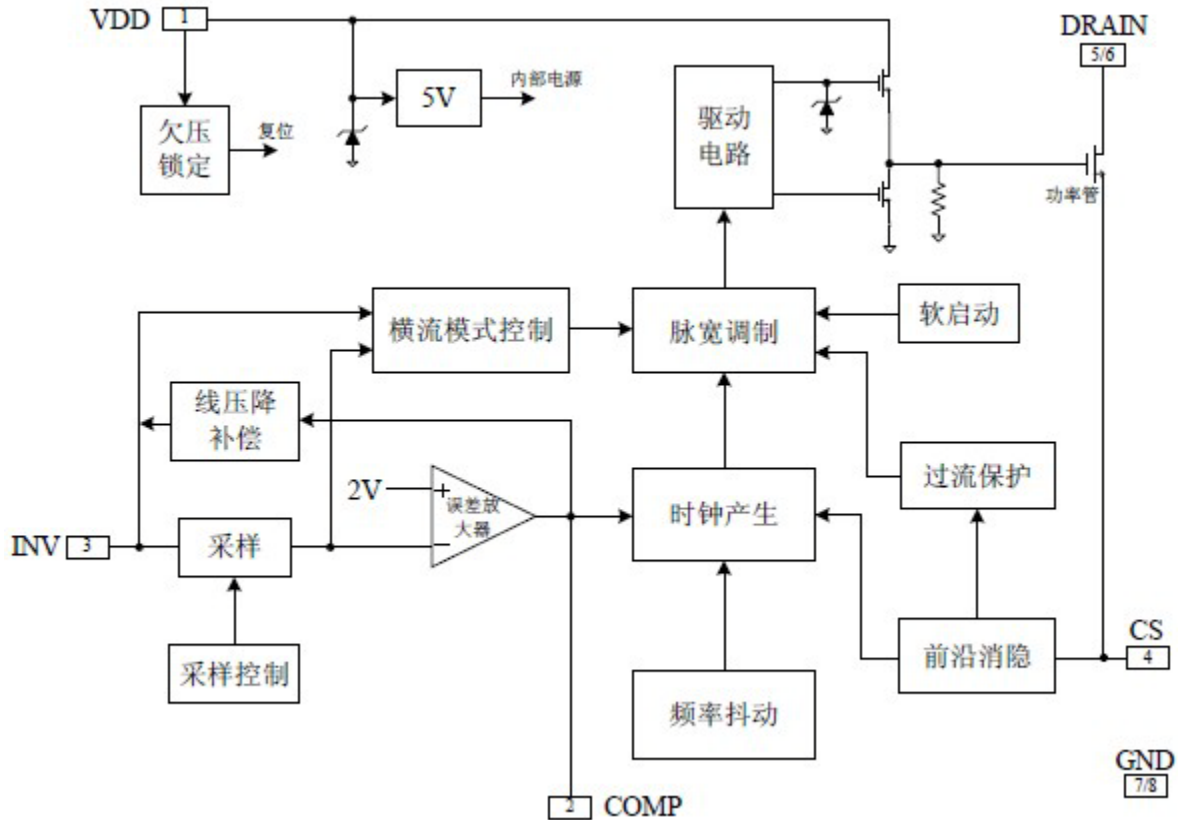 VDD
1
DRAIN
5/6
5V
内部电源
欠压
锁定
复位
驱动
电路
功率管
横流模式控制
脉宽调制
软启动
线压降
补偿
2V
+
误差放
大器
-
时钟产生
过流保护
INV
3
采样
采样控制
频率抖动
前沿消隐
CS
4
GND
7/8
2
COMP